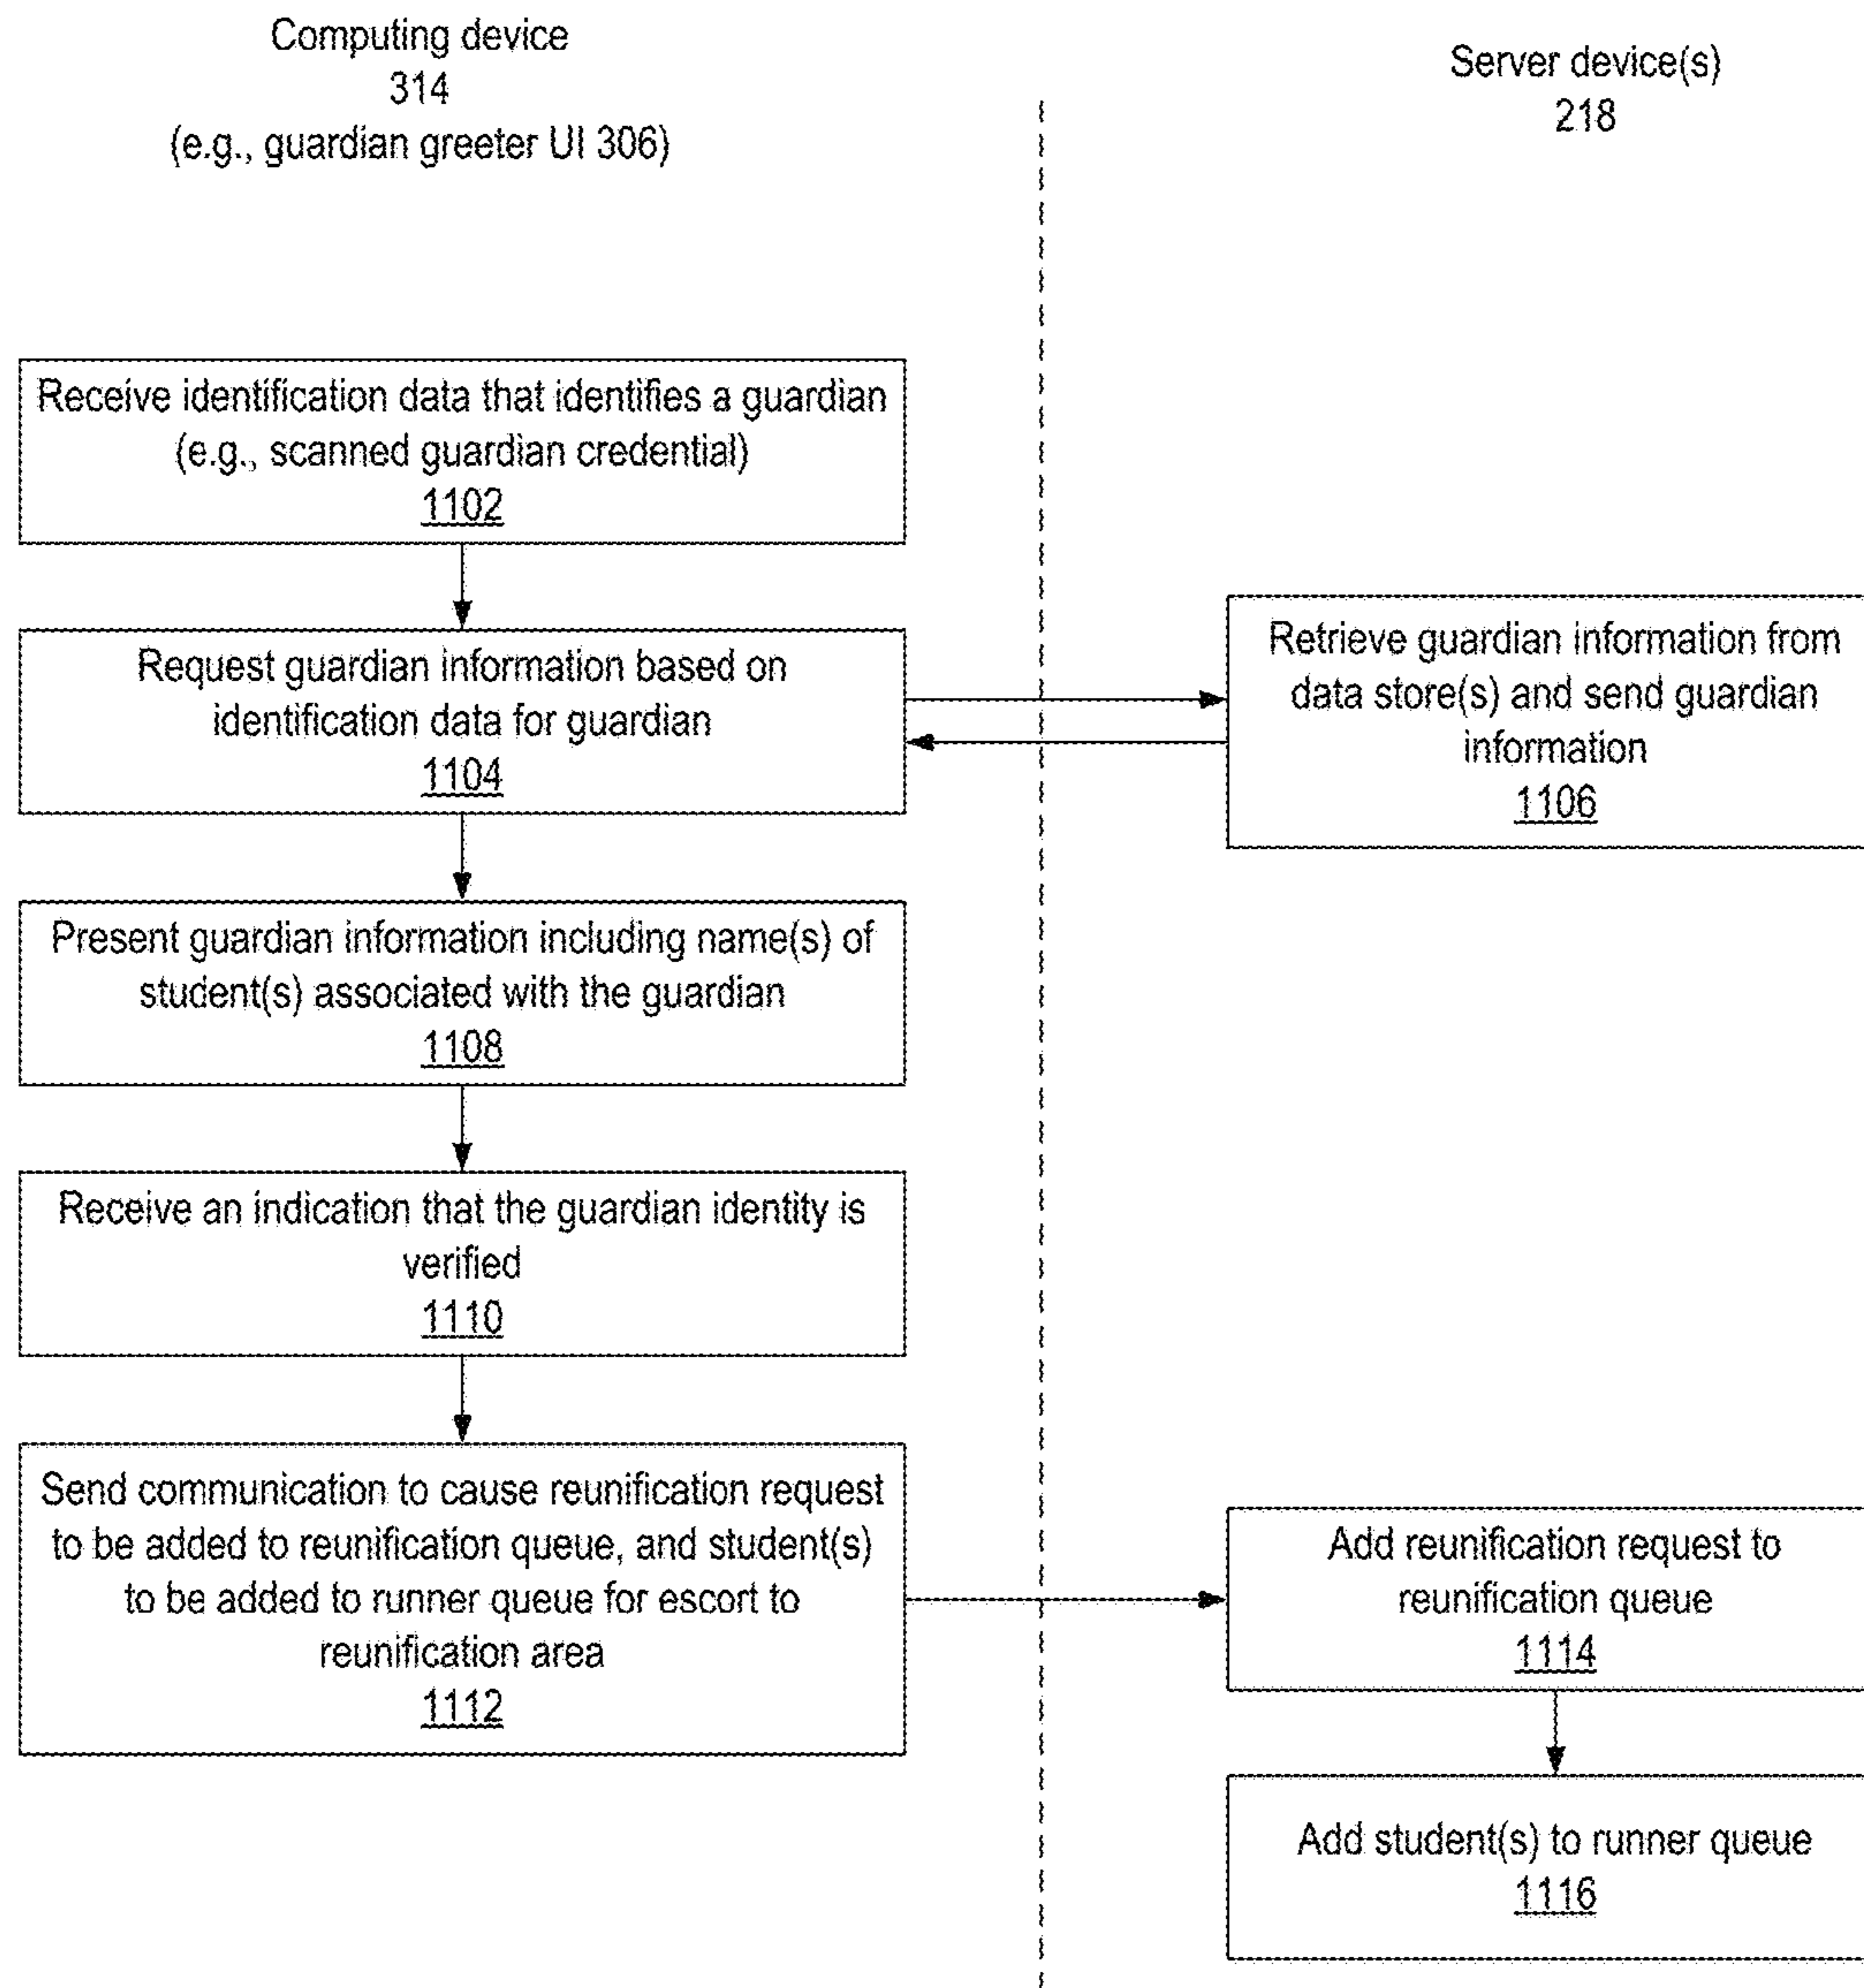 Computing device
314
(e.g., guardian greeter UI 306)
Server device(s)
218
Receive identification data that identifies a guardian
(e.g., scanned guardian credential)
1102
Request guardian information based on
identification data for guardian
1104
Retrieve guardian information from
data store(s) and send guardian
information
1106
Present guardian information including name(s) of
student(s) associated with the guardian
1108
Receive an indication that the guardian identity is
verified
1110
Send communication to cause reunification request
to be added to reunification queue, and student(s)
to be added to runner queue for escort to
reunification area
1112
Add reunification request to
reunification queue
1114
Add student(s) to runner queue
1116